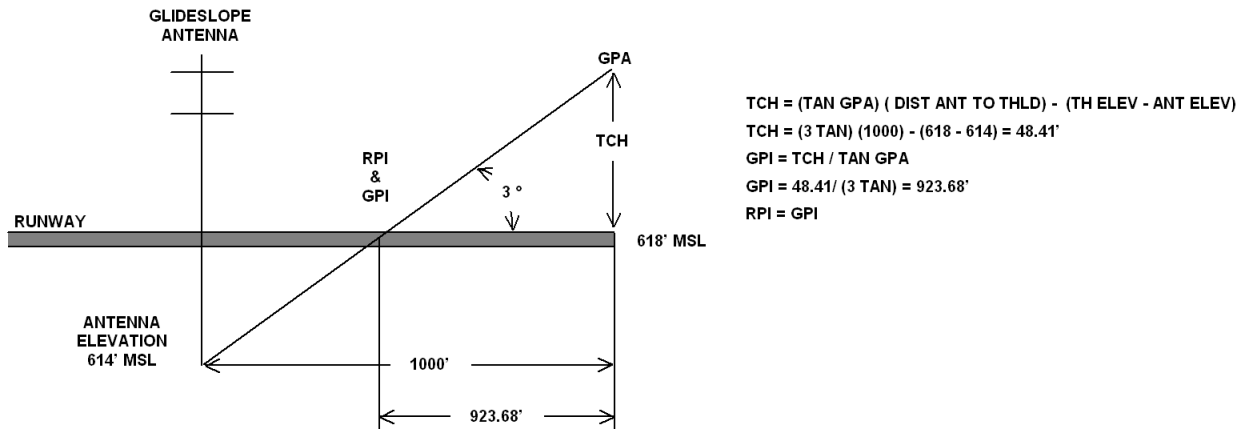 GLIDESLOPE
ANTENNA
GPA
TCH
RPI
&
GPI
3 °
RUNWAY
618' MSL
ANTENNA
ELEVATION
614' MSL
1000'
923.68'
TCH = (TAN GPA) ( DIST ANT TO THLD) - (TH ELEV - ANT ELEV)
TCH = (3 TAN) (1000) - (618 - 614) = 48.41'
GPI = TCH / TAN GPA
GPI = 48.41/ (3 TAN) = 923.68'
RPI = GPI